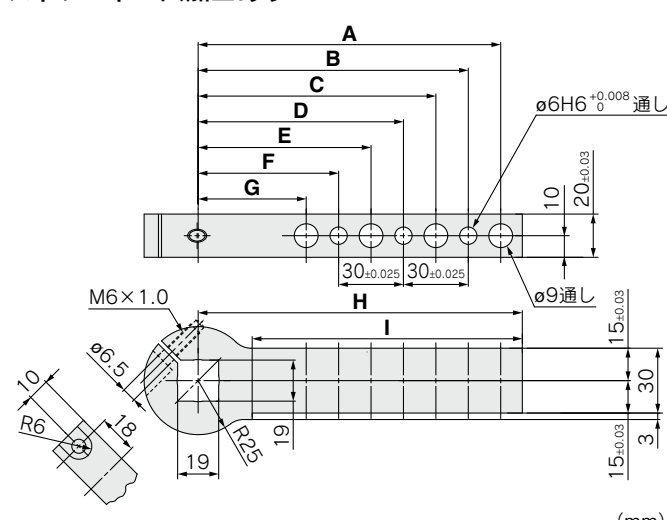 A
B
C
D
E
F
G
ø6H6 +0.008 0 通し
10
20±0.03
30±0.025
30±0.025
ø9通し
M6×1.0
H
I
ø6.5
10
R6
18
19
19
R25
15±0.03
30
15±0.03
3
(mm)